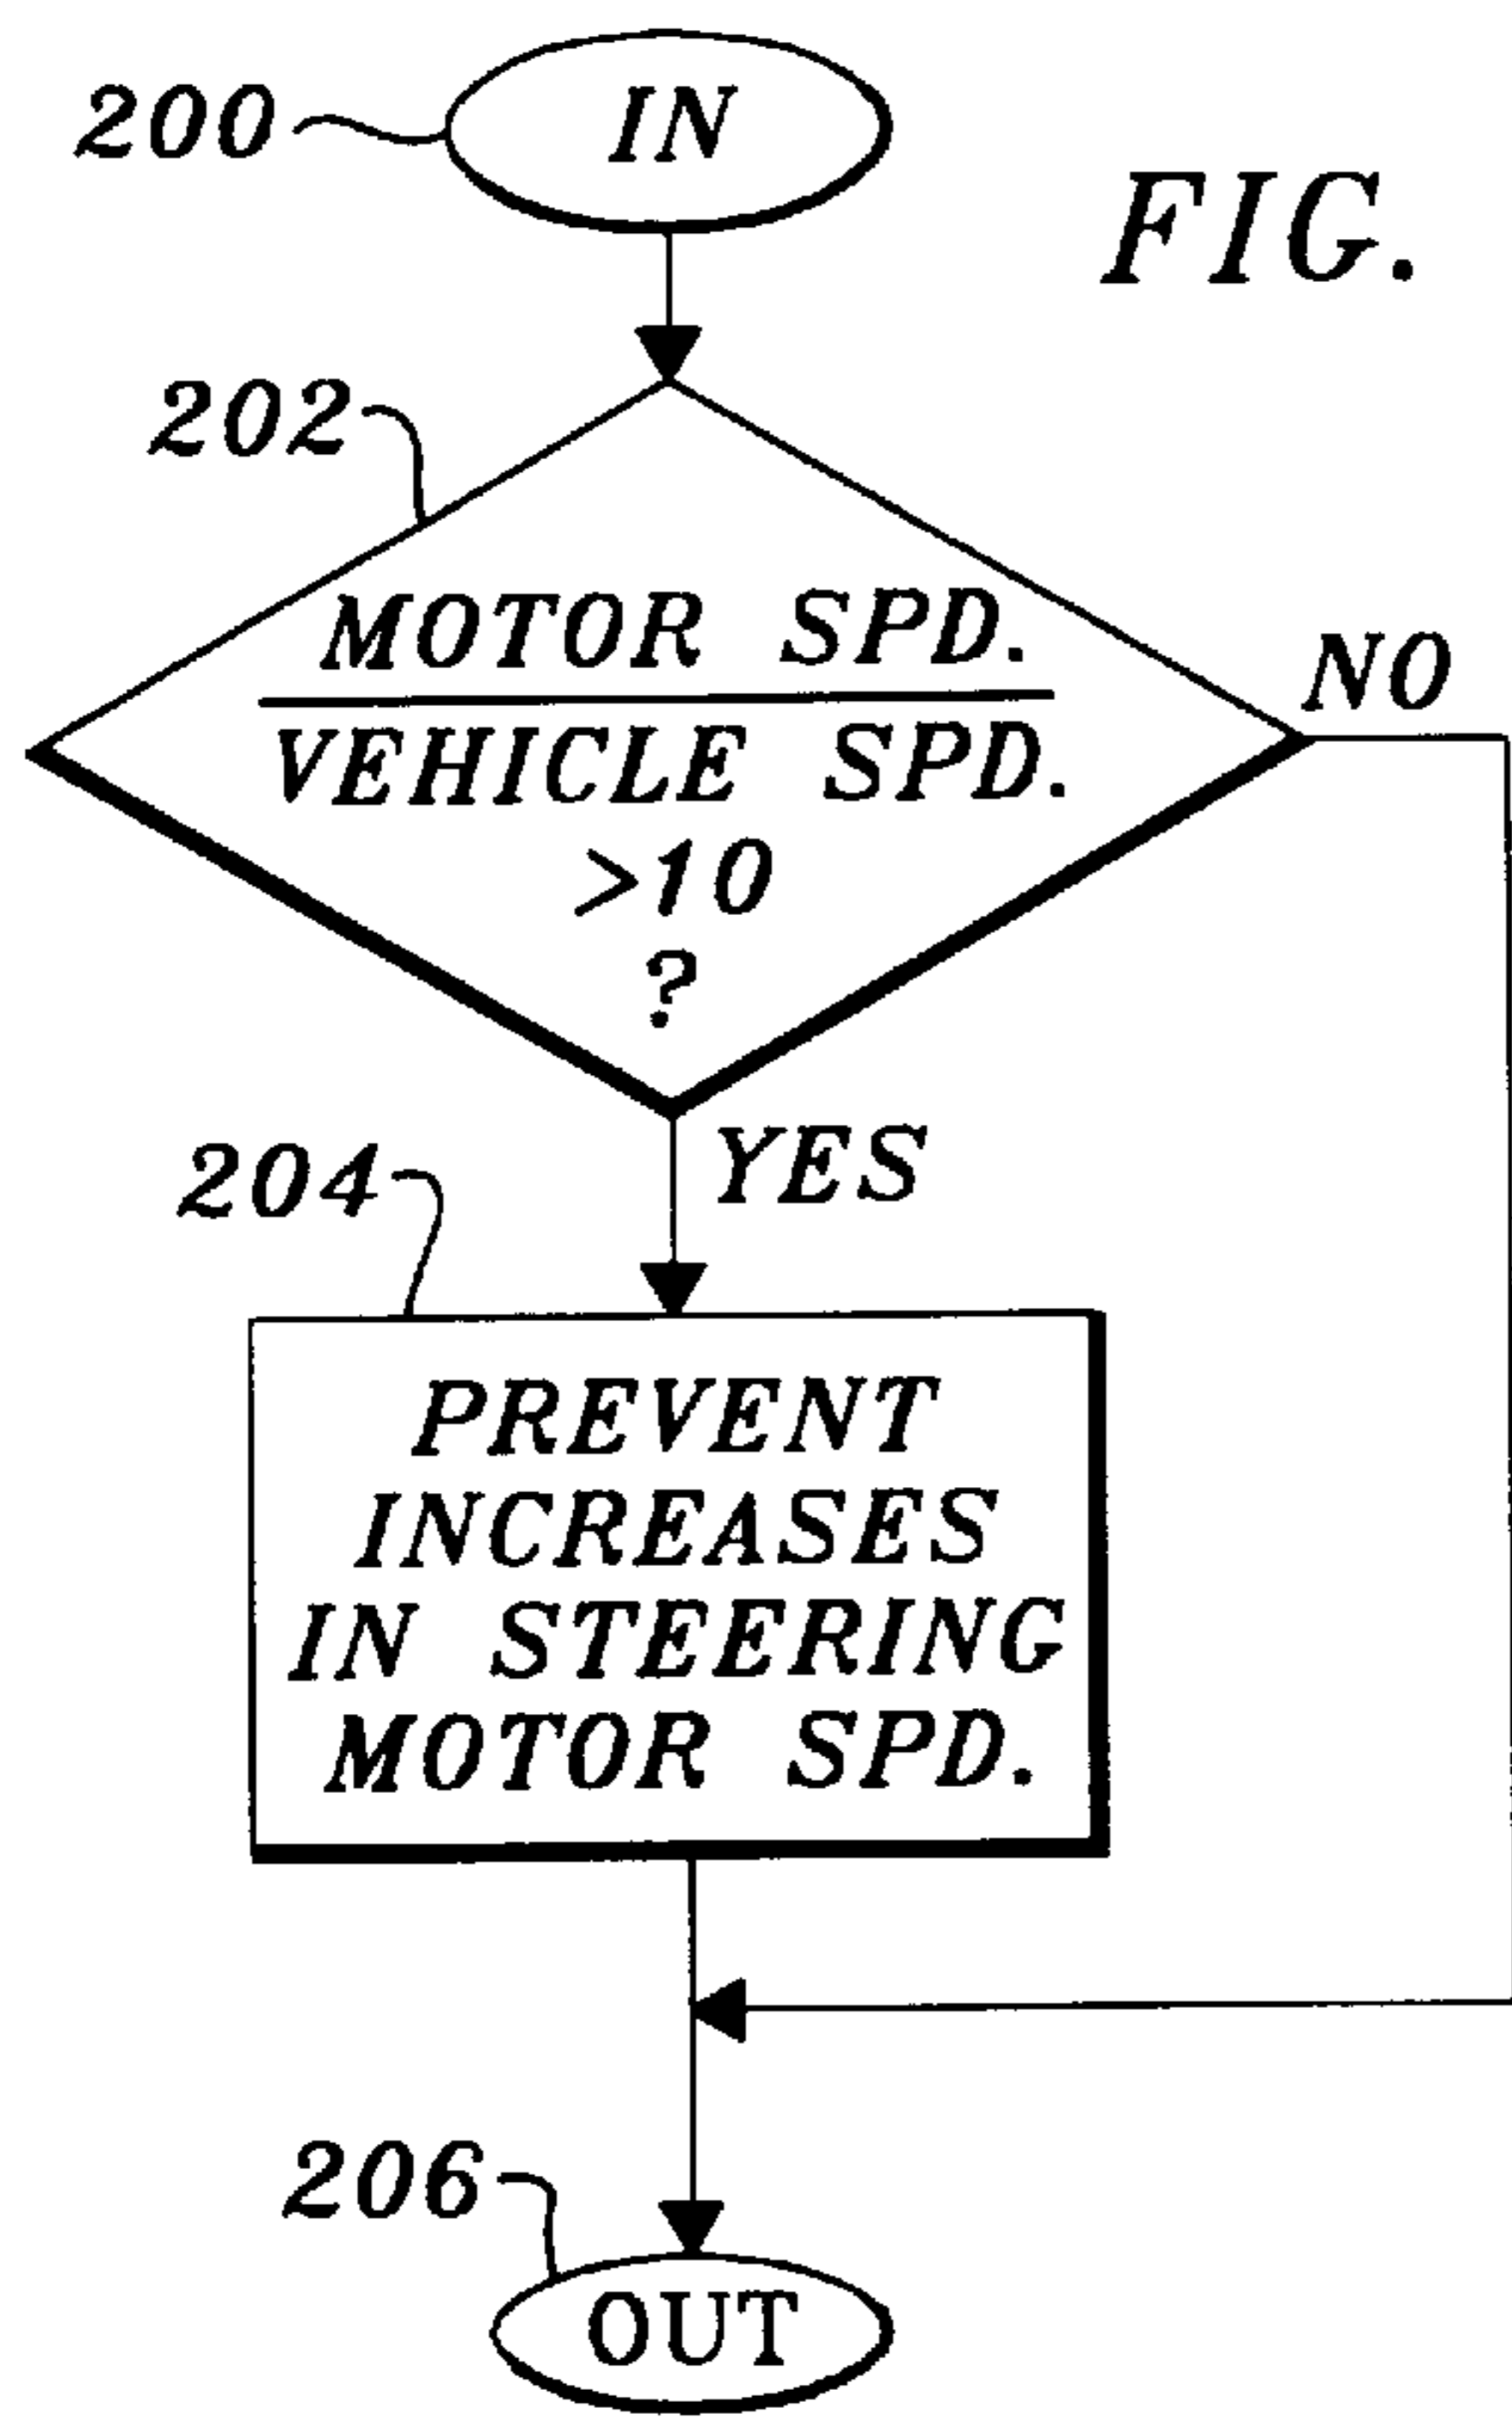 200
IN
FIG.
202
MOTOR SPD.
VEHICLE SPD.
>10
?
NO
YES
204
PREVENT
INCREASES
IN STEERING
MOTOR SPD.
206
OUT